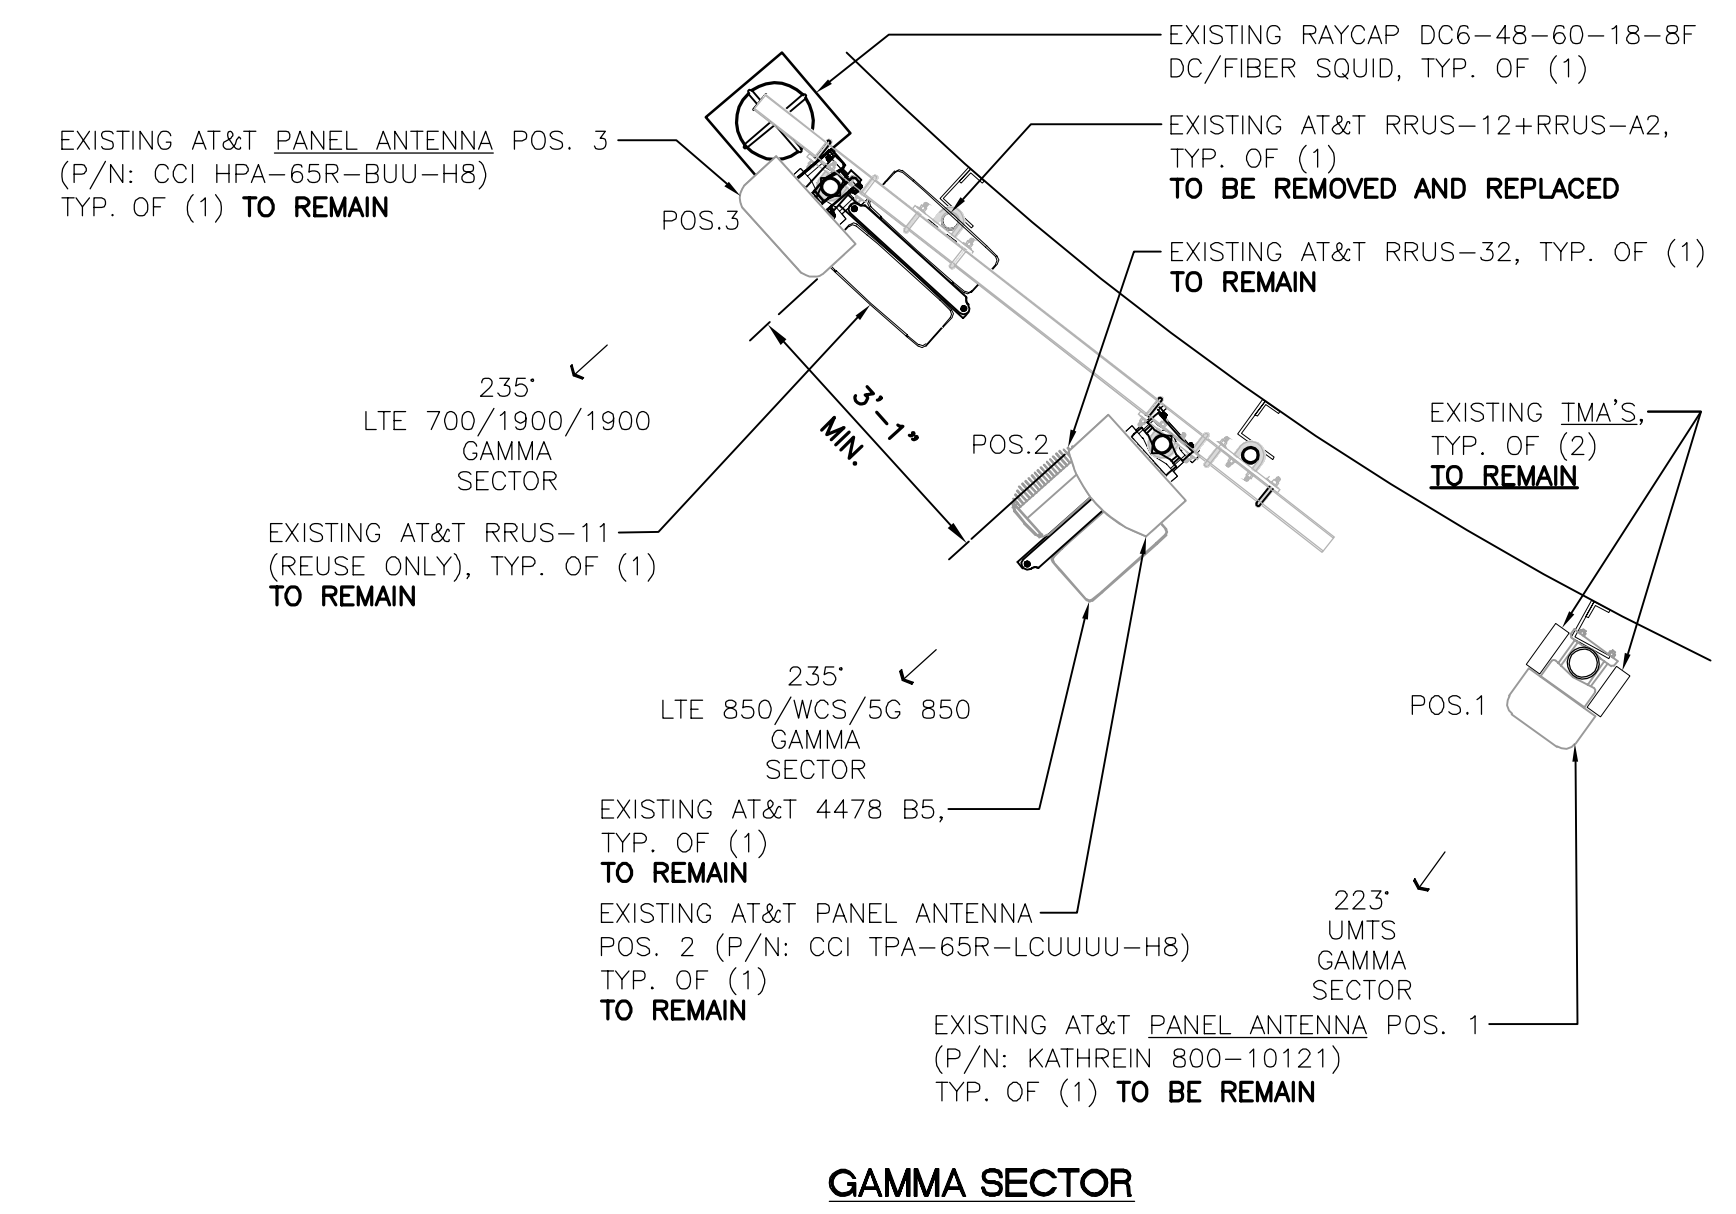 EXISTING RAYCAP DC6-48-60-18-8F
DC/FIBER SQUID, TYP. OF (1)
EXISTING AT&T PANEL ANTENNA POS. 3
(P/N: CCI HPA-65R-BUU-H8)
TYP. OF (1) TO REMAIN
EXISTING AT&T RRUS-12+RRUS-A2,
TYP. OF (1)
TO BE REMOVED AND REPLACED
POS.3
EXISTING AT&T RRUS-32, TYP. OF (1)
TO REMAIN
235°
LTE 700/1900/1900
GAMMA
SECTOR
3'-1"
MIN.
POS.2
EXISTING TMA'S,
TYP. OF (2)
TO REMAIN
EXISTING AT&T RRUS-11
(REUSE ONLY), TYP. OF (1)
TO REMAIN
235°
LTE 850/WCS/5G 850
GAMMA
SECTOR
POS.1
EXISTING AT&T 4478 B5,
TYP. OF (1)
TO REMAIN
EXISTING AT&T PANEL ANTENNA
POS. 2 (P/N: CCI TPA-65R-LCUUUU-H8)
TYP. OF (1)
TO REMAIN
223°
UMTS
GAMMA
SECTOR
EXISTING AT&T PANEL ANTENNA POS. 1
(P/N: KATHREIN 800-10121)
TYP. OF (1) TO BE REMAIN
GAMMA SECTOR